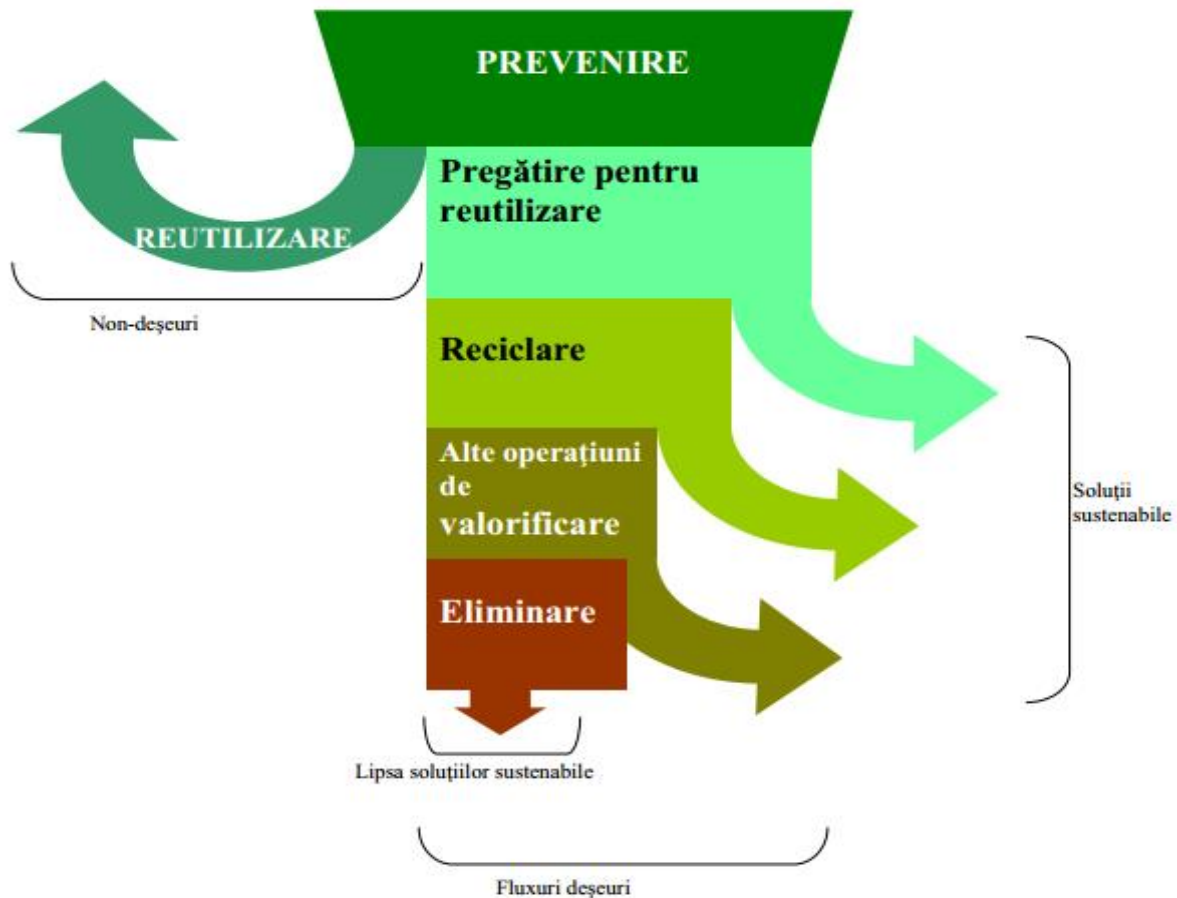 PREVENIRE
Pregătire pentru
reutilizare
REUTILIZARE
Non-deşeuri
Reciclare
Alte operaţiuni
de
valorificare
Soluţii
sustenabile
Eliminare
Lipsa soluţiilor sustenabile
Fluxuri deşeuri